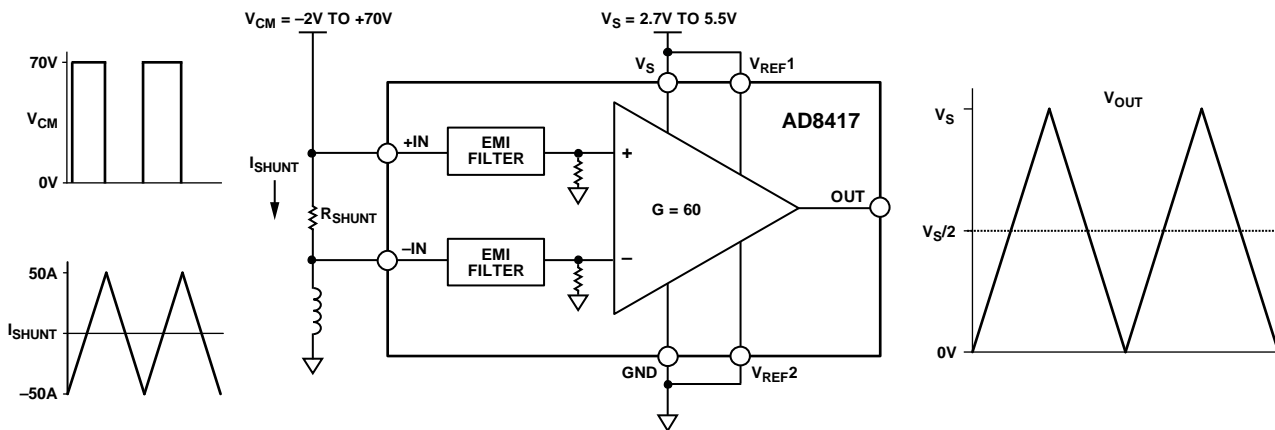 V_CM = –2V TO +70V
V_S = 2.7V TO 5.5V
70V
V_CM
0V
V_S
V_REF1
AD8417
+IN
EMI
FILTER
+
I_SHUNT
R_SHUNT
G = 60
OUT
–IN
EMI
FILTER
–
50A
I_SHUNT
–50A
GND
V_REF2
V_OUT
V_S
V_S/2
0V